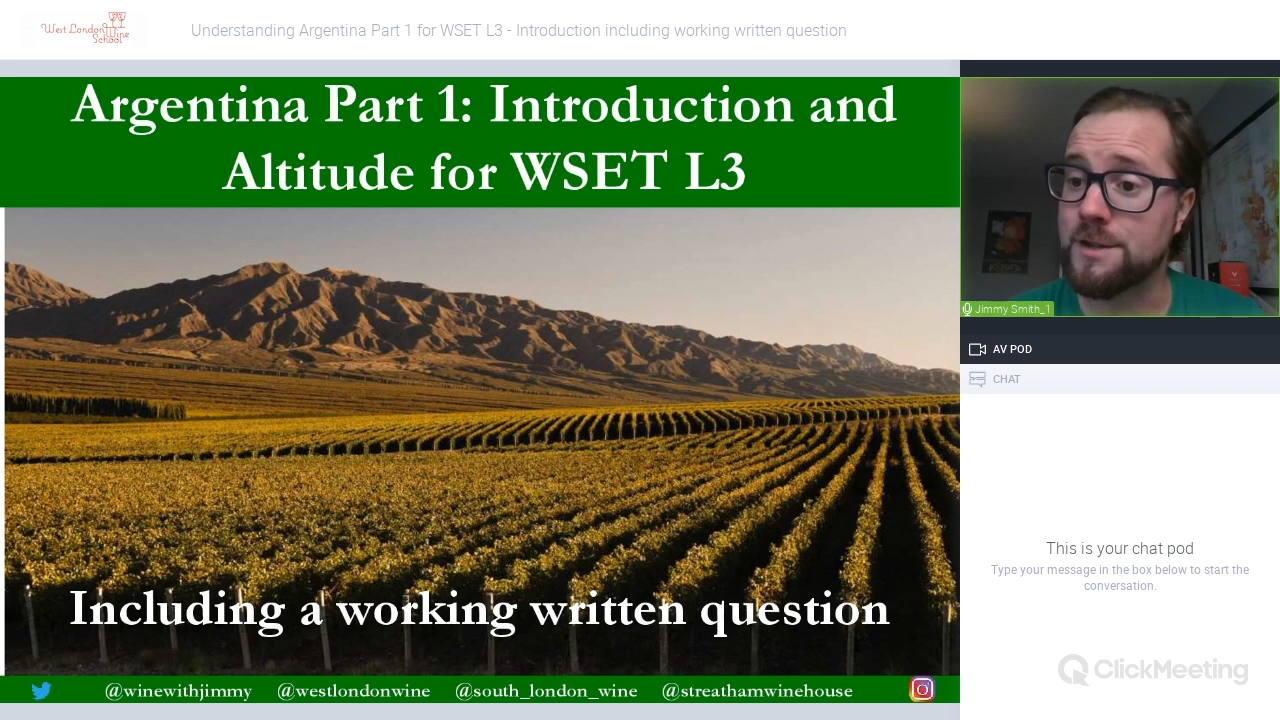 West London
Wine
School
Understanding Argentina Part 1 for WSET L3 - Introduction including working written question
Argentina Part 1: Introduction and
Altitude for WSET L3
Including a working written question
@winewithjimmy @westlondonwine @south_london_wine @streathamwinehouse
Jimmy Smith_1
AV POD
CHAT
This is your chat pod
Type your message in the box below to start the
conversation.
ClickMeeting